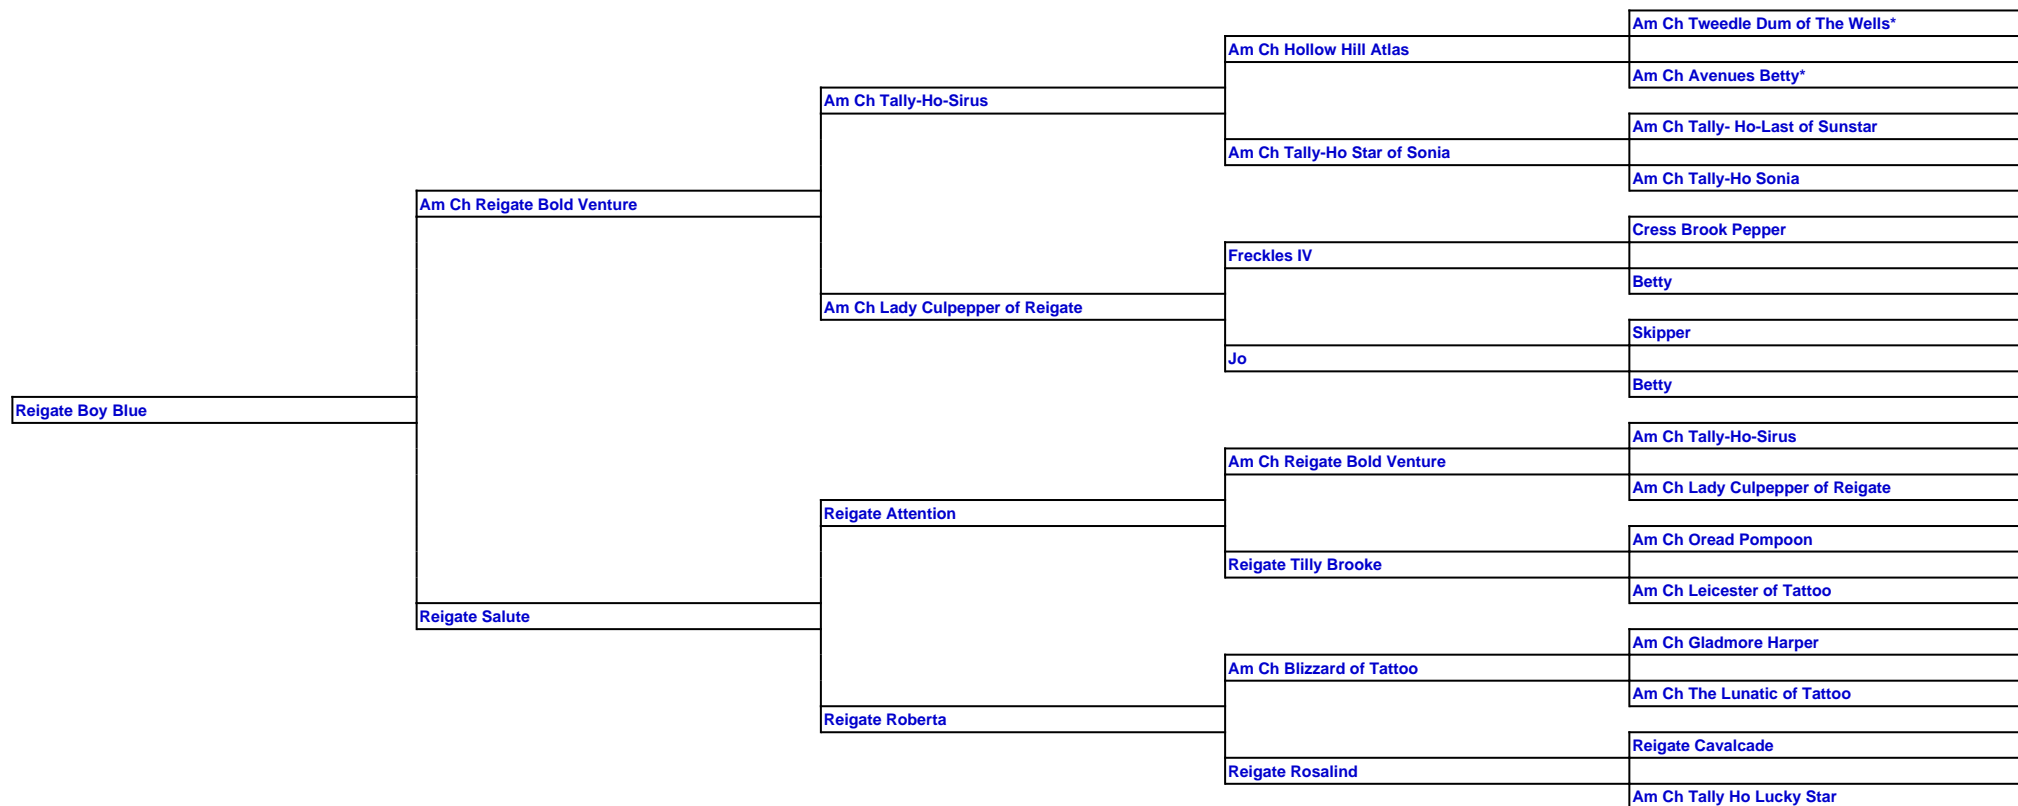 Am Ch Tweedle Dum of The Wells*
Am Ch Hollow Hill Atlas
Am Ch Avenues Betty*
Am Ch Tally-Ho-Sirus
Am Ch Tally- Ho-Last of Sunstar
Am Ch Tally-Ho Star of Sonia
Am Ch Tally-Ho Sonia
Am Ch Reigate Bold Venture
Cress Brook Pepper
Freckles IV
Betty
Am Ch Lady Culpepper of Reigate
Skipper
Jo
Betty
Reigate Boy Blue
Am Ch Tally-Ho-Sirus
Am Ch Reigate Bold Venture
Am Ch Lady Culpepper of Reigate
Reigate Attention
Am Ch Oread Pompoon
Reigate Tilly Brooke
Am Ch Leicester of Tattoo
Reigate Salute
Am Ch Gladmore Harper
Am Ch Blizzard of Tattoo
Am Ch The Lunatic of Tattoo
Reigate Roberta
Reigate Cavalcade
Reigate Rosalind
Am Ch Tally Ho Lucky Star